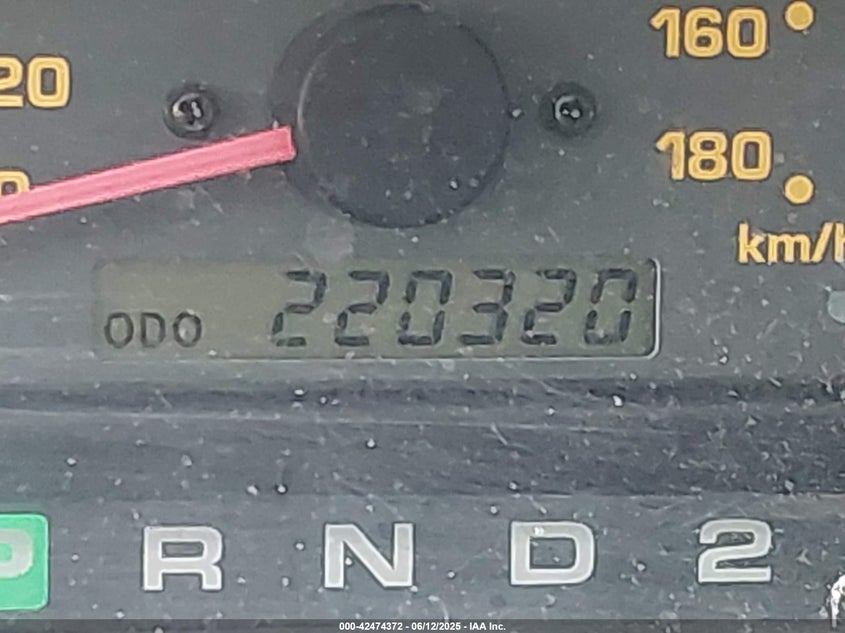 160
20
180
km/h
ODO 220320
P R N D 2
000-42474372 - 06/12/2025 - IAA Inc.